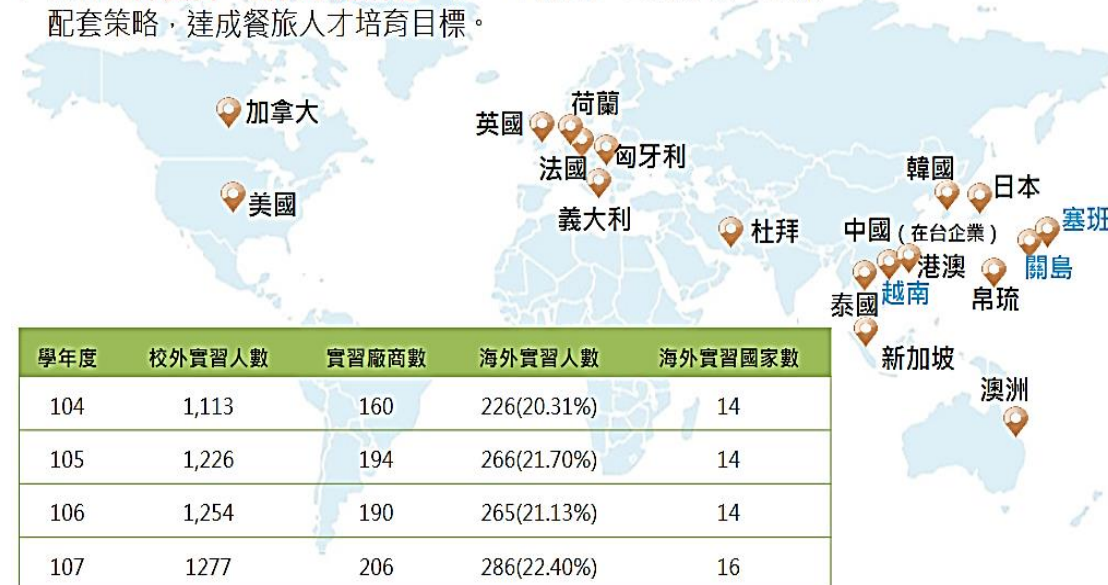 配套策略，達成餐旅人才培育目標。
加拿大
美國
英國
荷蘭
法國
匈牙利
義大利
杜拜
韓國
日本
中國(在台企業)
港澳
塞班
關島
帛琉
越南
泰國
新加坡
澳洲
學年度 校外實習人數 實習廠商數 海外實習人數 海外實習國家數
104 1,113 160 226(20.31%) 14
105 1,226 194 266(21.70%) 14
106 1,254 190 265(21.13%) 14
107 1277 206 286(22.40%) 16